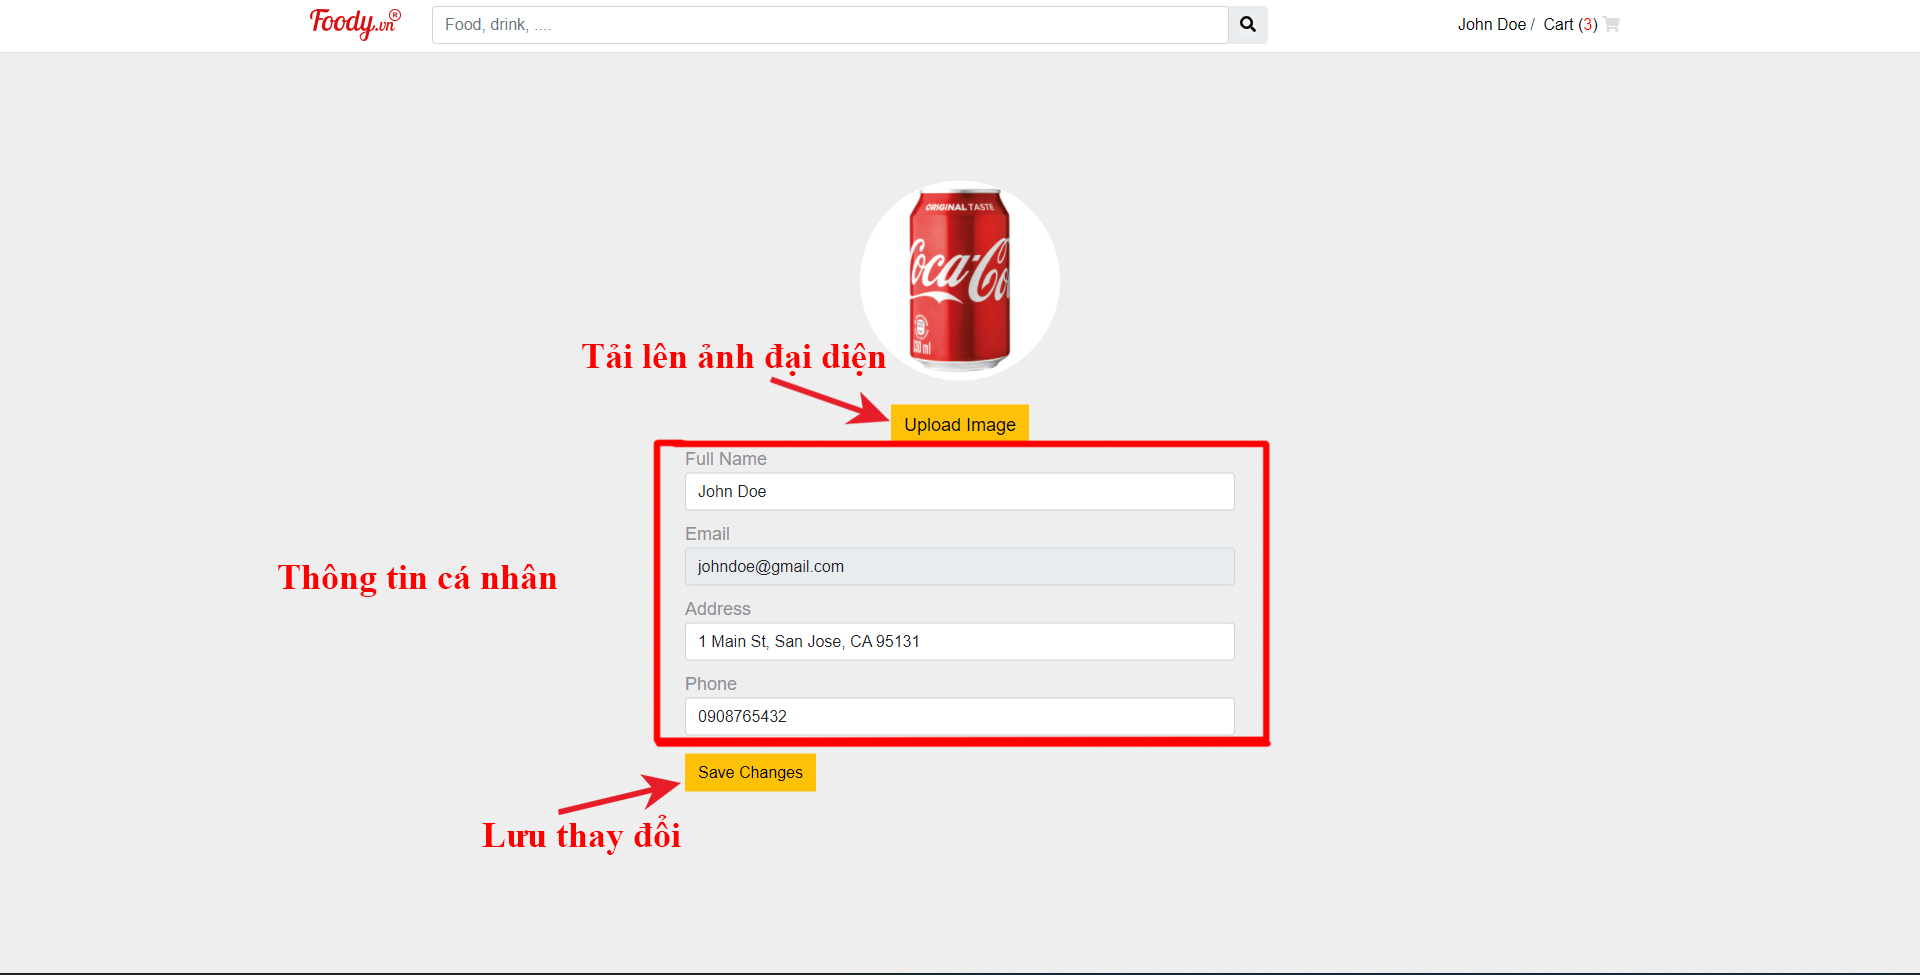 Foody.vn®
Food, drink, ....
John Doe / Cart (3)
ORIGINAL TASTE
Coca-Co
330 ml
Tải lên ảnh đại diện
Upload Image
Full Name
John Doe
Email
johndoe@gmail.com
Thông tin cá nhân
Address
1 Main St, San Jose, CA 95131
Phone
0908765432
Save Changes
Lưu thay đổi